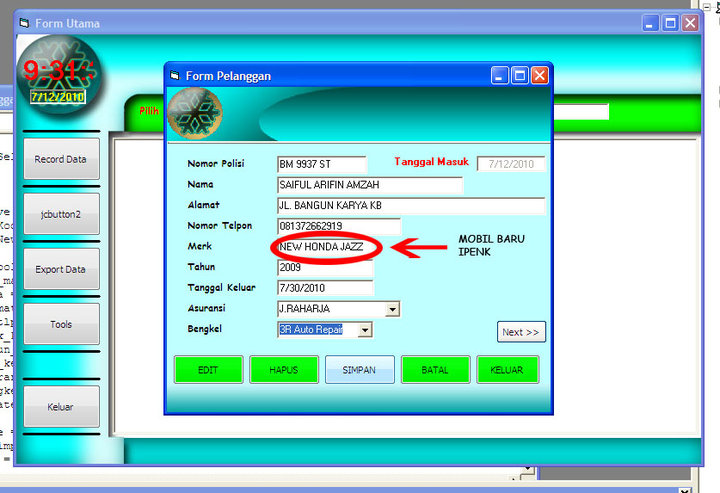 Form Utama
9:31:
7/12/2010
Pilih
Form Pelanggan
Record Data
jcbutton2
Export Data
Tools
Keluar
Nomor Polisi BM 9937 ST Tanggal Masuk 7/12/2010
Nama SAIFUL ARIFIN AMZAH
Alamat JL. BANGUN KARYA KB
Nomor Telpon 081372662919
Merk NEW HONDA JAZZ
MOBIL BARU
IPENK
Tahun 2009
Tanggal Keluar 7/30/2010
Asuransi J.RAHARJA
Bengkel 3R Auto Repair
Next >>
EDIT HAPUS SIMPAN BATAL KELUAR